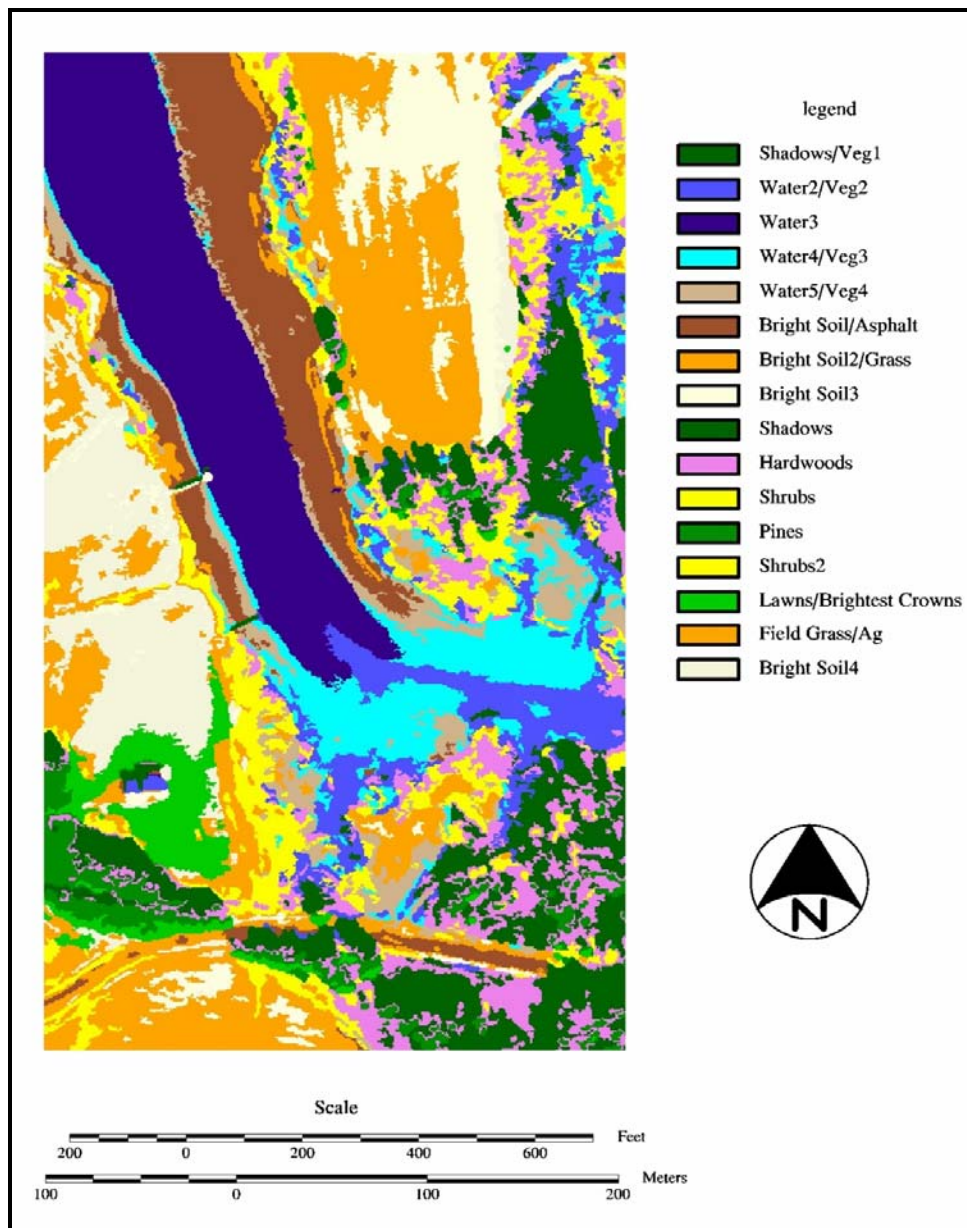 legend
Shadows/Veg1
Water2/Veg2
Water3
Water4/Veg3
Water5/Veg4
Bright Soil/Asphalt
Bright Soil2/Grass
Bright Soil3
Shadows
Hardwoods
Shrubs
Pines
Shrubs2
Lawns/Brightest Crowns
Field Grass/Ag
Bright Soil4
N
Scale
Feet
200 0 200 400 600
Meters
100 0 100 200